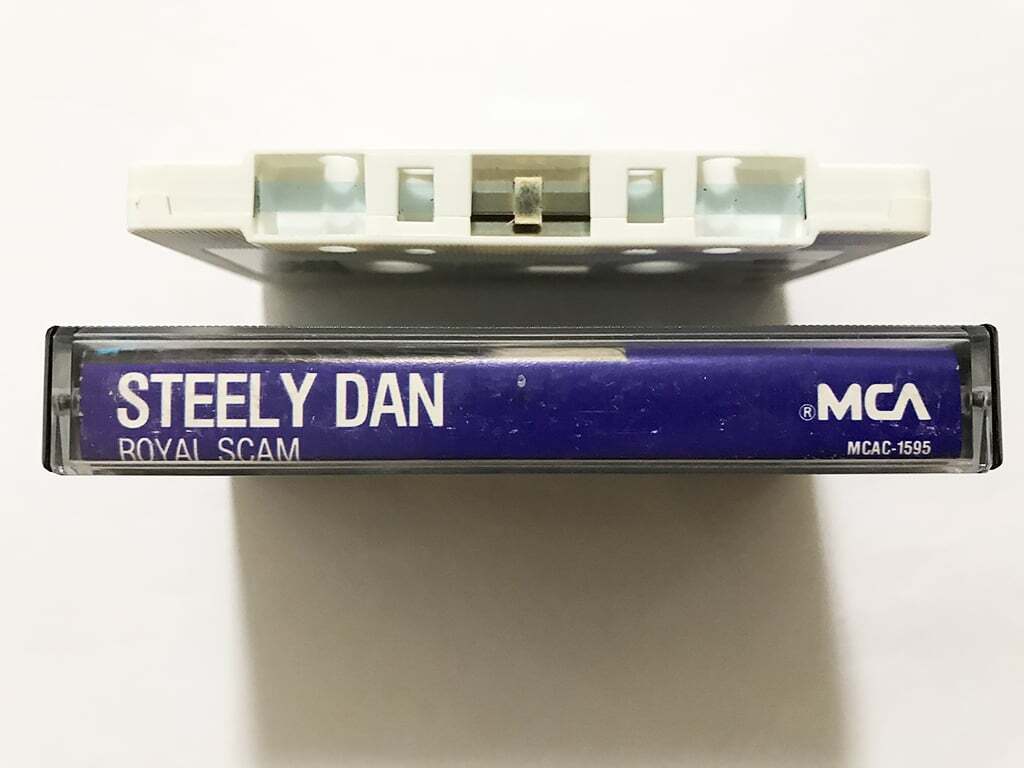 STEELY DAN
ROYAL SCAM
®MCA
MCAC-1595